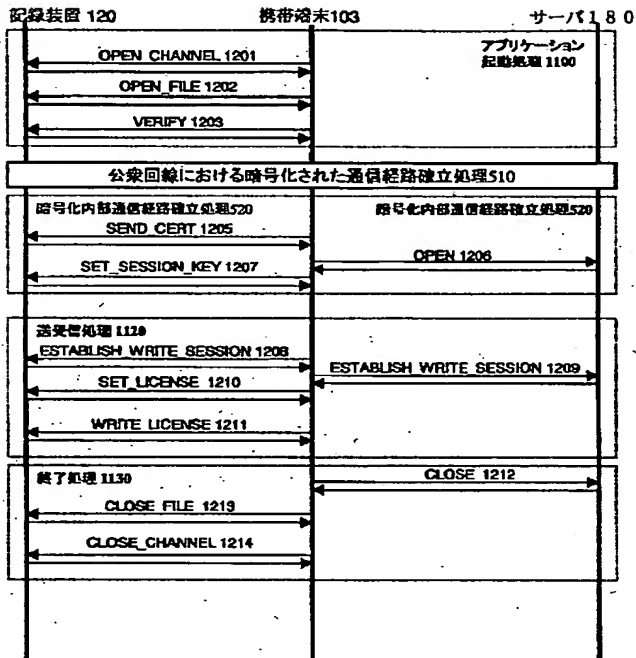 記録装置 120
携帯端末103
サーバ180
アプリケーション
起動処理 1100
OPEN CHANNEL 1201
OPEN_FILE 1202
VERIFY 1203
公衆回線における暗号化された通信経路確立処理510
暗号化内部通信経路確立処理520
暗号化内部通信経路確立処理520
SEND_CERT 1205
OPEN 1206
SET_SESSION_KEY 1207
送受信処理 1120
ESTABLISH WRITE_SESSION 1208
ESTABLISH_WRITE_SESSION 1209
SET_LICENSE 1210
WRITE LICENSE 1211
終了処理 1130
CLOSE 1212
CLOSE_FILE 1213
CLOSE_CHANNEL 1214